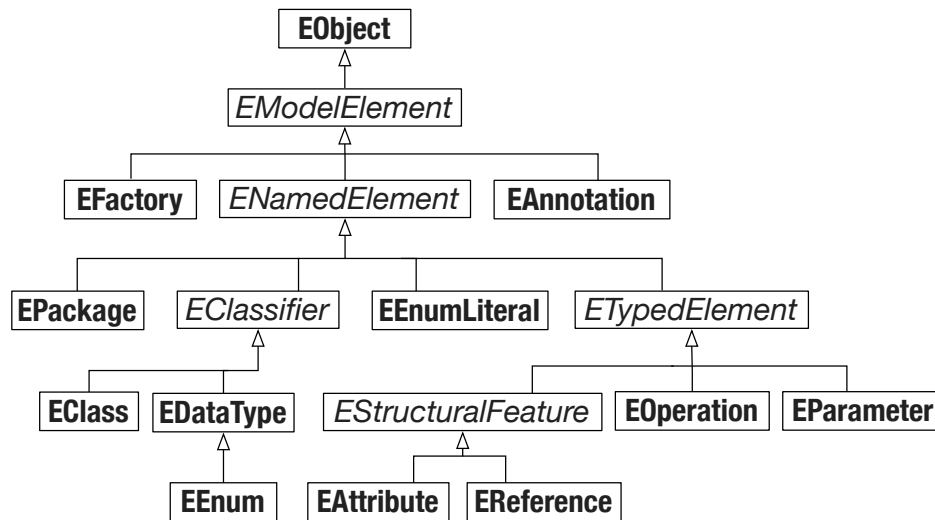 EObject
EModelElement
EFactory ENamedElement EAnnotation
EPackage EClassifier EEnumLiteral ETypedElement
EClass EDataType EStructuralFeature EOperation EParameter
EEnum EAttribute EReference